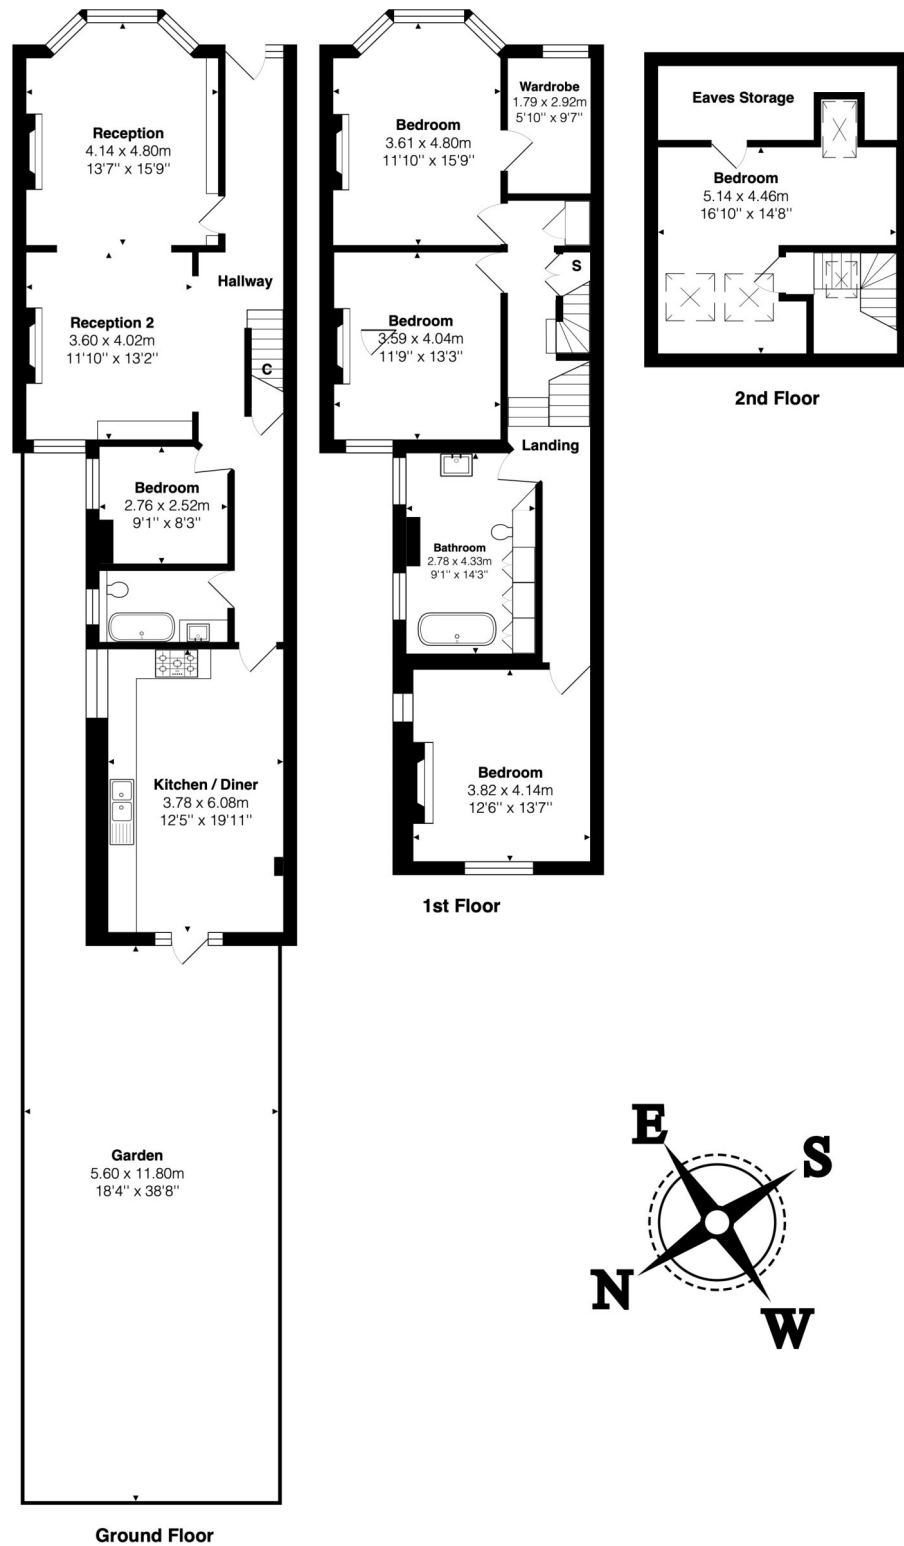 Reception
4.14 x 4.80m
13'7'' x 15'9''
Hallway
Reception 2
3.60 x 4.02m
11'10'' x 13'2''
C
Bedroom
2.76 x 2.52m
9'1'' x 8'3''
Kitchen / Diner
3.78 x 6.08m
12'5'' x 19'11''
Garden
5.60 x 11.80m
18'4'' x 38'8''
Ground Floor
Bedroom
3.61 x 4.80m
11'10'' x 15'9''
Wardrobe
1.79 x 2.92m
5'10'' x 9'7''
S
Bedroom
3.59 x 4.04m
11'9'' x 13'3''
Landing
Bathroom
2.78 x 4.33m
9'1'' x 14'3''
Bedroom
3.82 x 4.14m
12'6'' x 13'7''
1st Floor
Eaves Storage
Bedroom
5.14 x 4.46m
16'10'' x 14'8''
2nd Floor
E
S
N
W